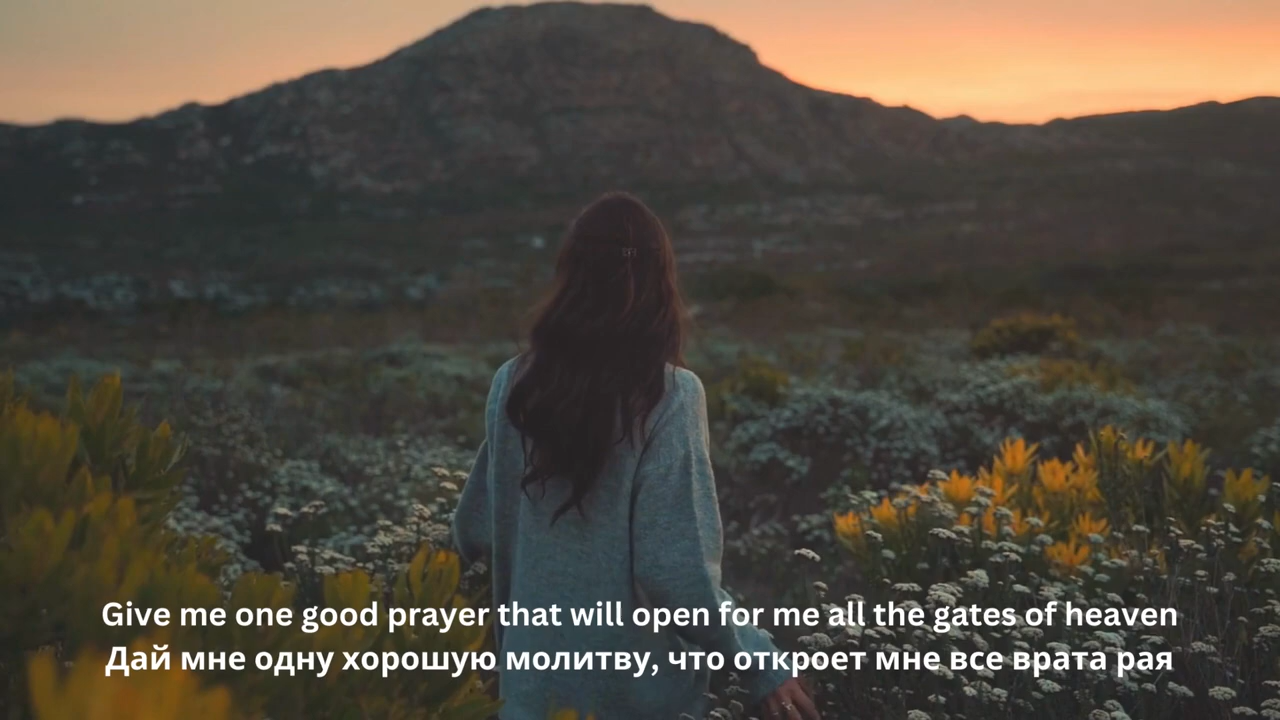 Give me one good prayer that will open for me all the gates of heaven
Дай мне одну хорошую молитву, что откроет мне все врата рая